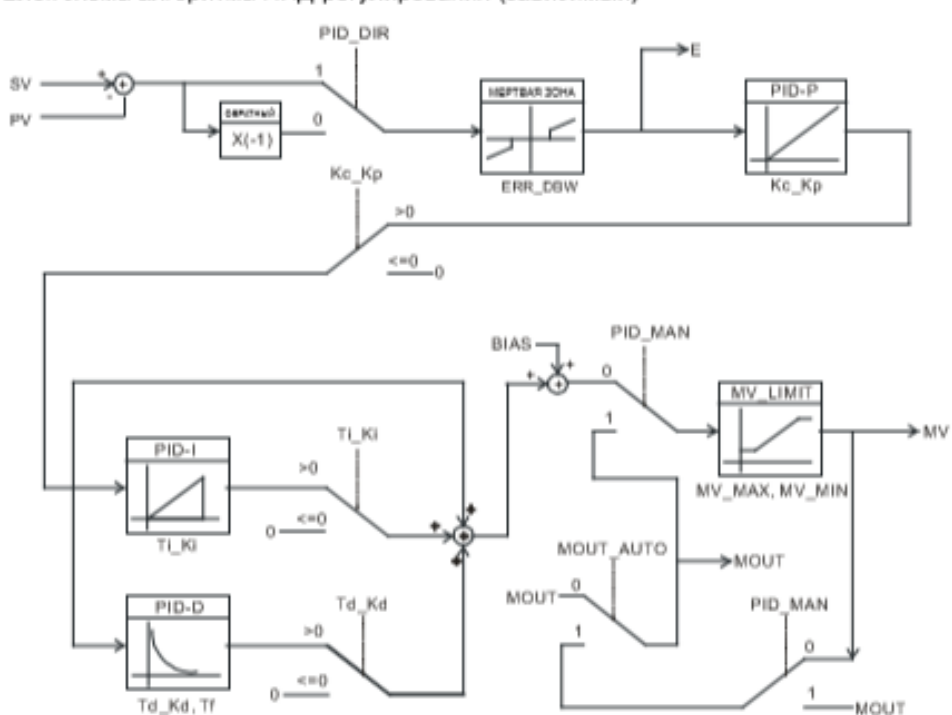 PID_DIR
SV
PV
+
-
1
0
ОБРАТНЫЙ
X(-1)
МЕРТВАЯ ЗОНА
ERR_DBW
E
PID-P
Kc_Kp
Kc_Kp
>0
<=0
0
BIAS
+
+
PID_MAN
0
1
MV_LIMIT
MV_MAX, MV_MIN
MV
PID-I
Ti_Ki
Ti_Ki
>0
<=0
0
+
+
+
MOUT_AUTO
MOUT
0
1
MOUT
PID-D
Td_Kd, Tf
Td_Kd
>0
<=0
0
PID_MAN
0
1
MOUT